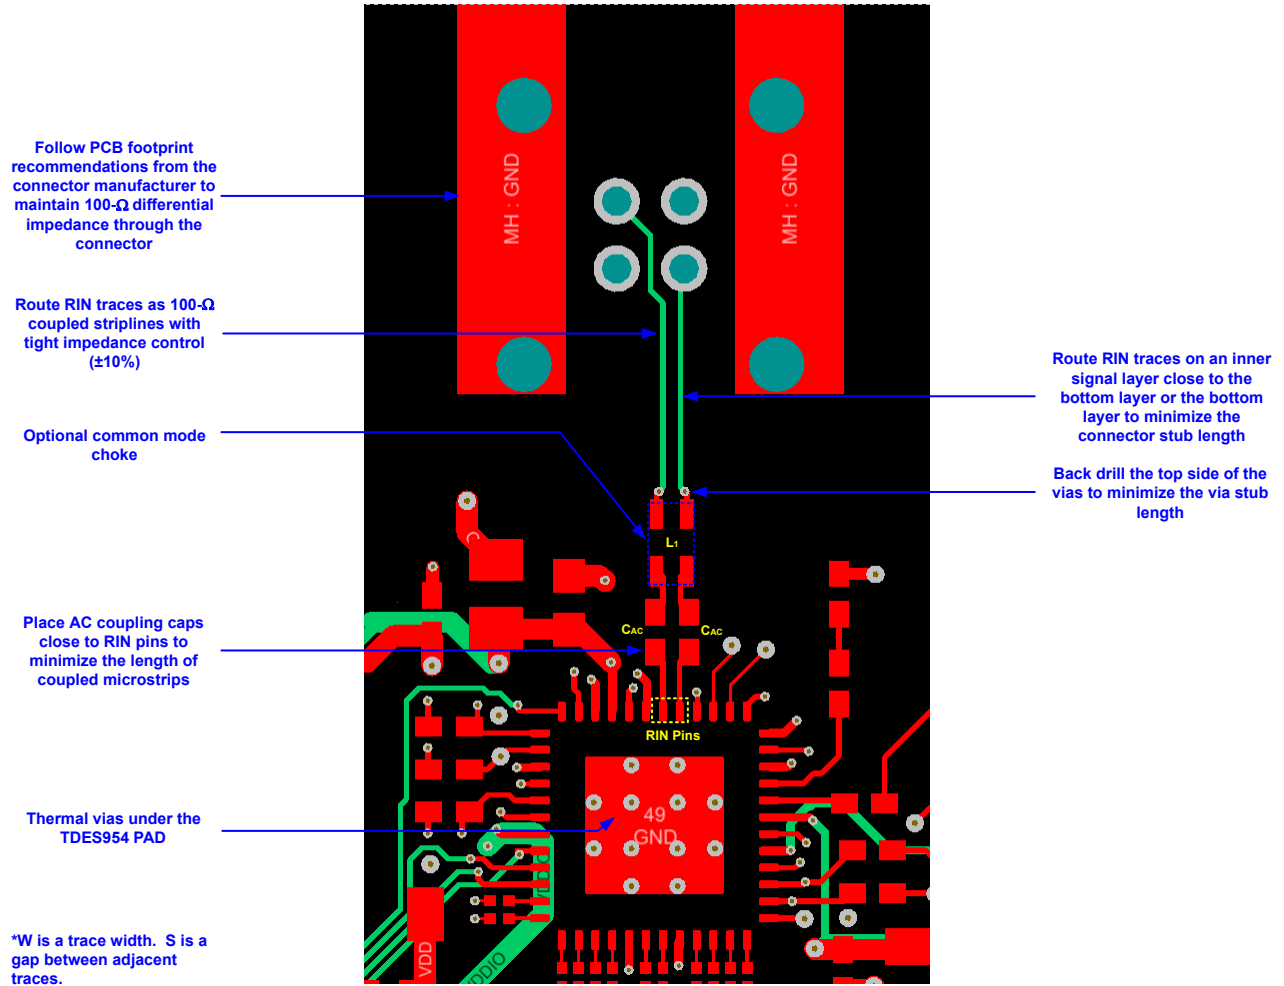 Follow PCB footprint
recommendations from the
connector manufacturer to
maintain 100-Ω differential
impedance through the
connector
Route RIN traces as 100-Ω
coupled striplines with
tight impedance control
(±10%)
Optional common mode
choke
Place AC coupling caps
close to RIN pins to
minimize the length of
coupled microstrips
Thermal vias under the
TDES954 PAD
*W is a trace width. S is a
gap between adjacent
traces.
MH : GND
MH : GND
L1
CAC
CAC
RIN Pins
49
GND
VDDIO
VDD
VDDIO
Route RIN traces on an inner
signal layer close to the
bottom layer or the bottom
layer to minimize the
connector stub length
Back drill the top side of the
vias to minimize the via stub
length